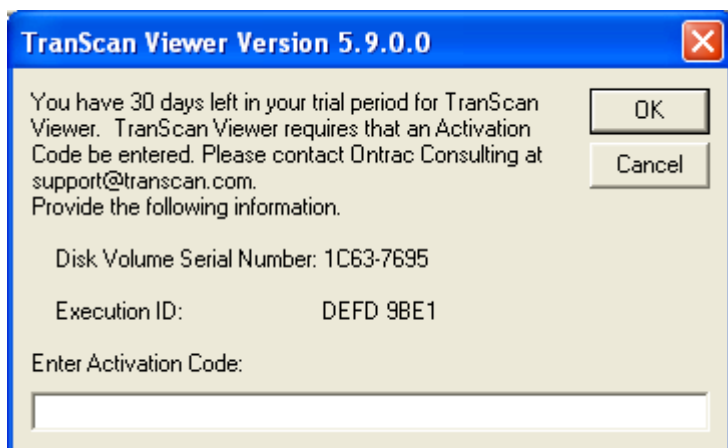 TranScan Viewer Version 5.9.0.0
You have 30 days left in your trial period for TranScan
Viewer. TranScan Viewer requires that an Activation
Code be entered. Please contact Ontrac Consulting at
support@transcan.com.
Provide the following information.
OK
Cancel
Disk Volume Serial Number: 1C63-7695
Execution ID: DEFD 9BE1
Enter Activation Code: